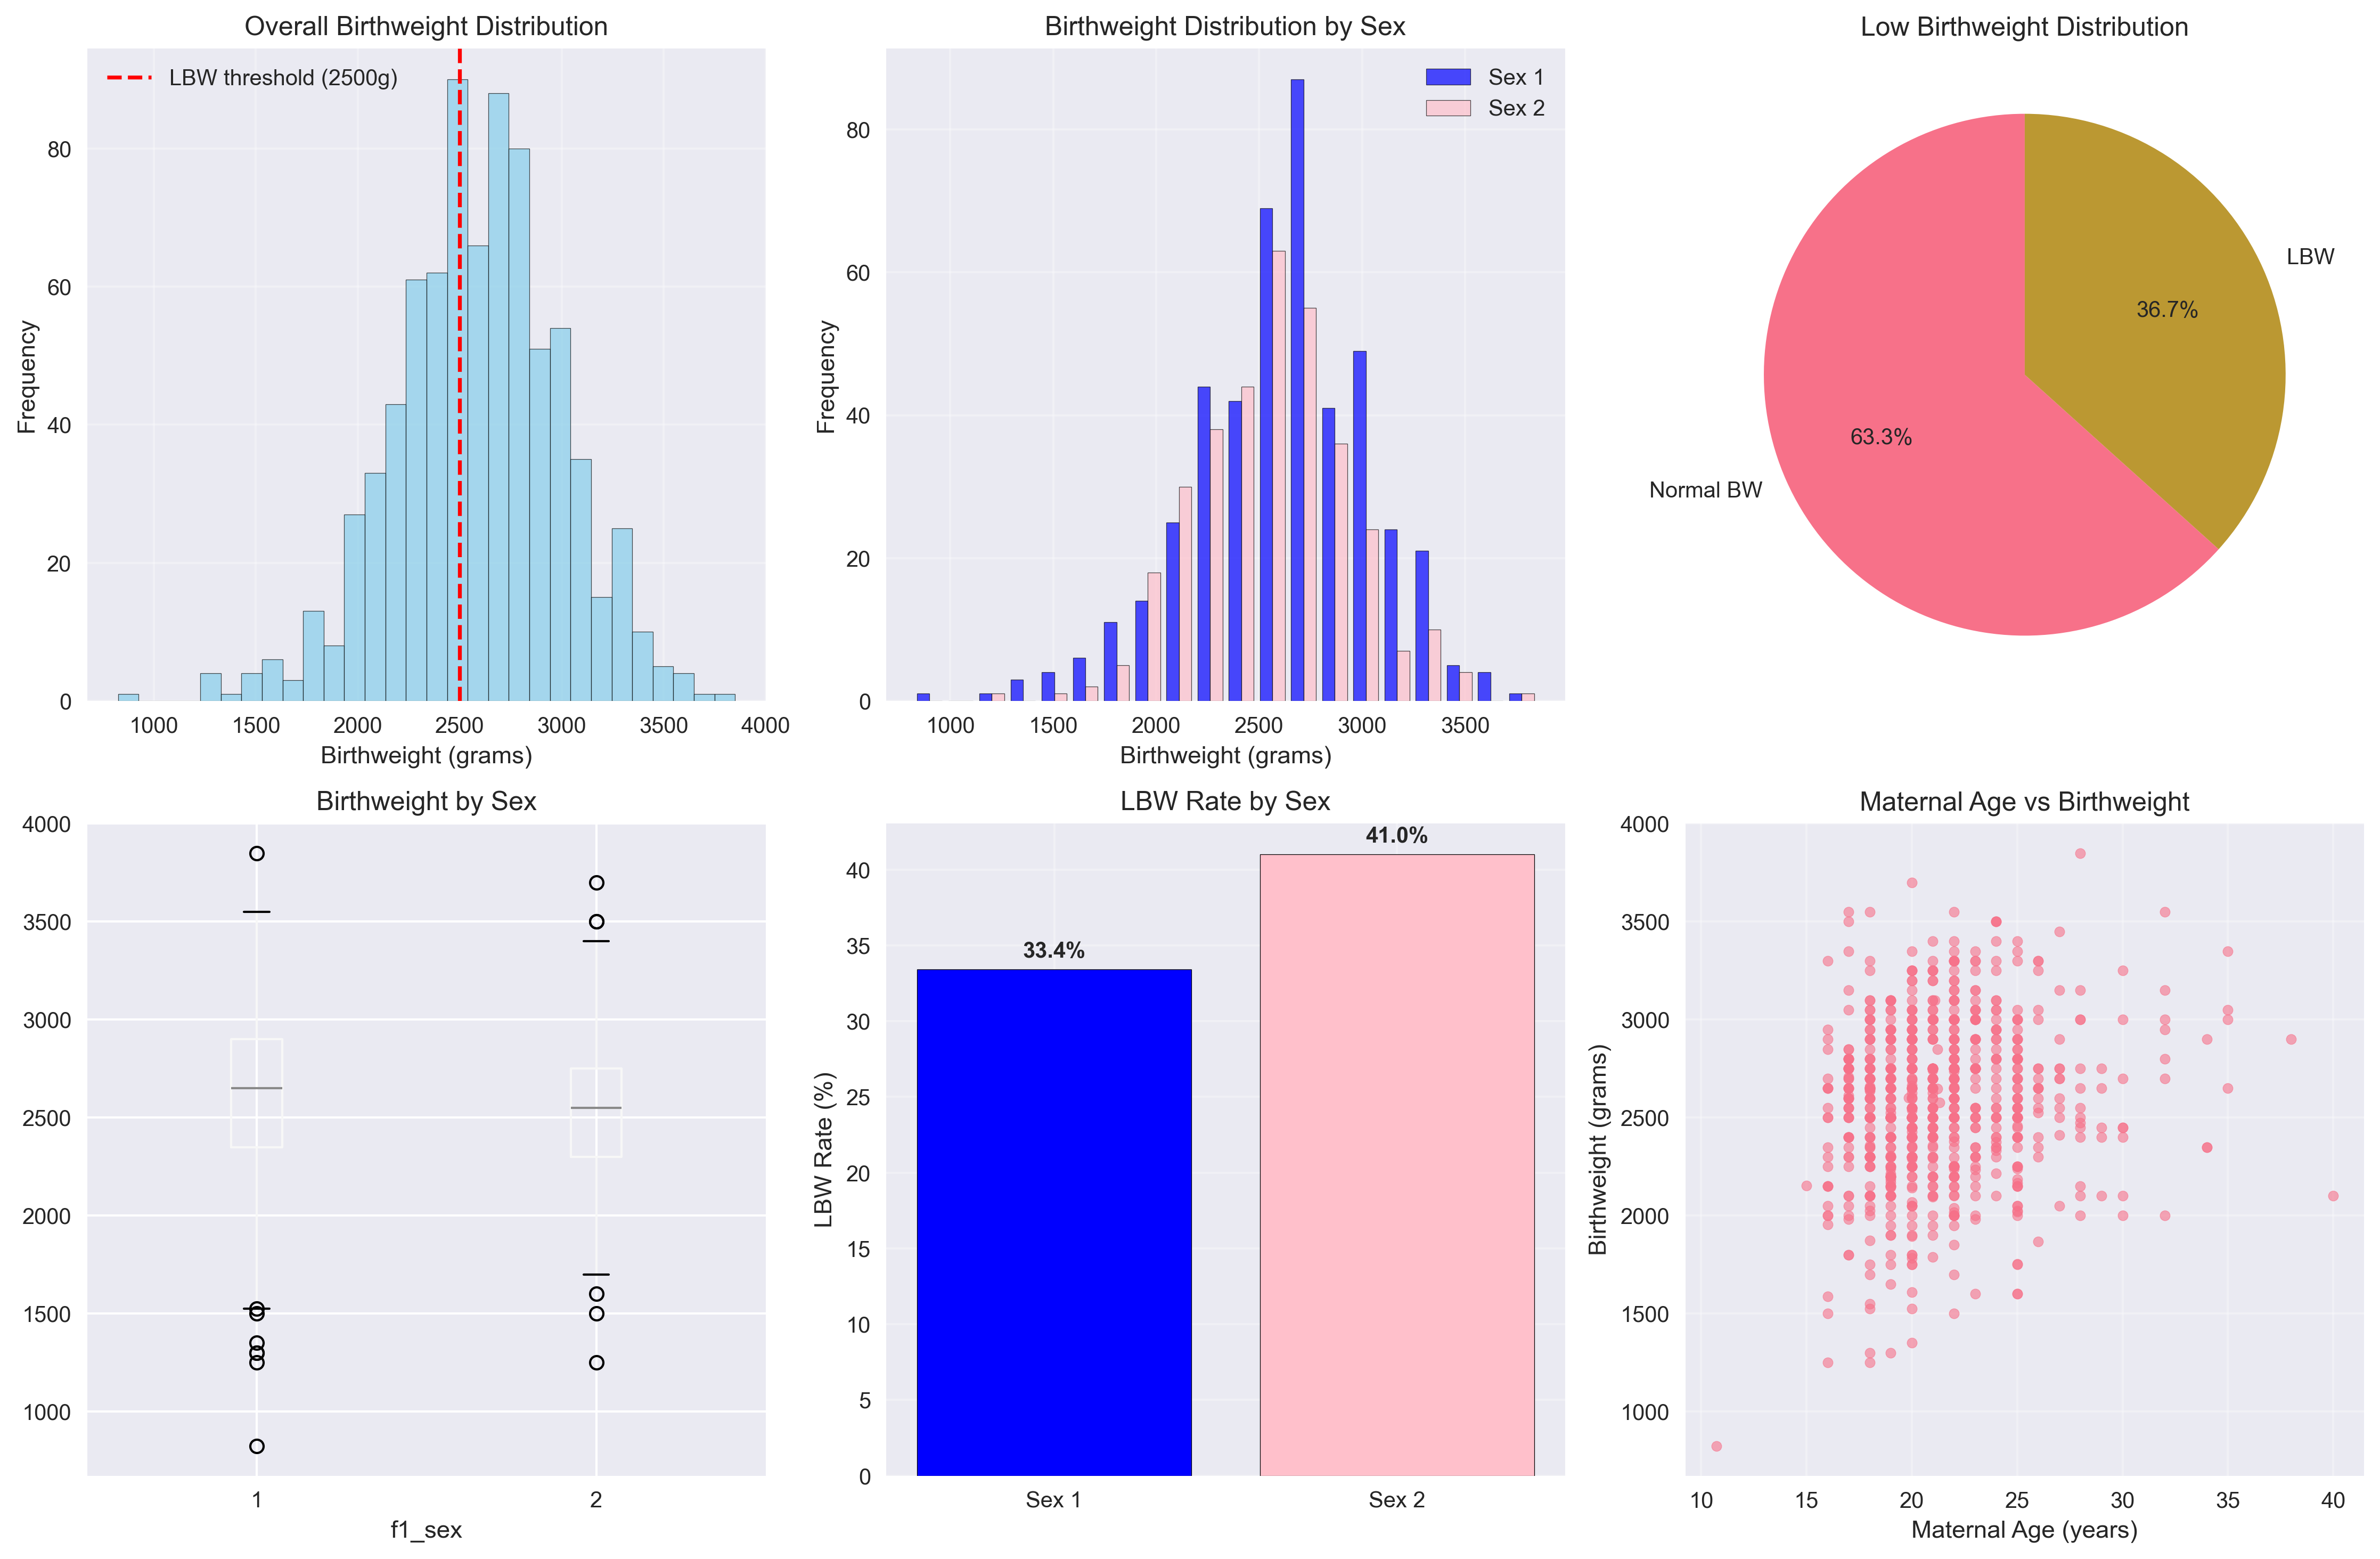 Overall Birthweight Distribution
LBW threshold (2500g)
Frequency
0
20
40
60
80
1000
1500
2000
2500
3000
3500
4000
Birthweight (grams)
Birthweight Distribution by Sex
Sex 1
Sex 2
Frequency
0
20
40
60
80
1000
1500
2000
2500
3000
3500
Birthweight (grams)
Low Birthweight Distribution
LBW
36.7%
63.3%
Normal BW
Birthweight by Sex
4000
3500
3000
2500
2000
1500
1000
1
2
f1_sex
LBW Rate by Sex
41.0%
33.4%
LBW Rate (%)
40
35
30
25
20
15
10
5
0
Sex 1
Sex 2
Maternal Age vs Birthweight
Birthweight (grams)
4000
3500
3000
2500
2000
1500
1000
10
15
20
25
30
35
40
Maternal Age (years)